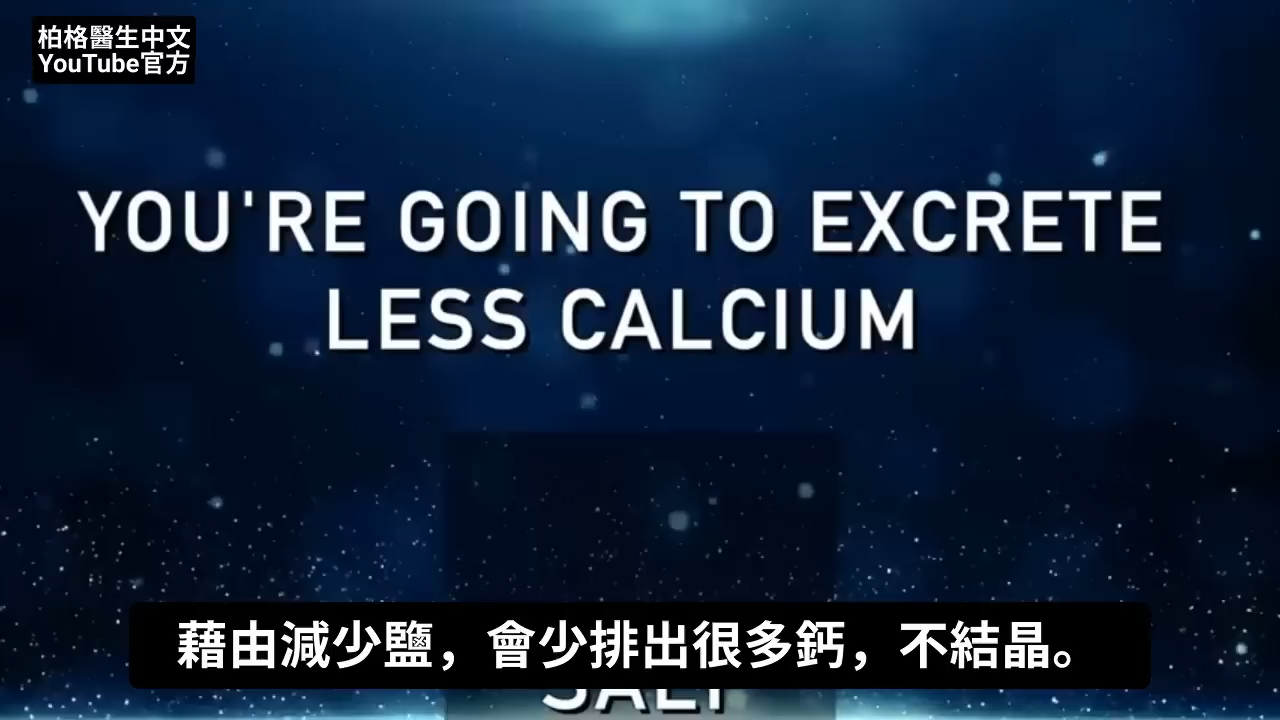 柏格醫生中文
YouTube官方
YOU'RE GOING TO EXCRETE
LESS CALCIUM
藉由減少鹽，會少排出很多鈣，不結晶。
SALT